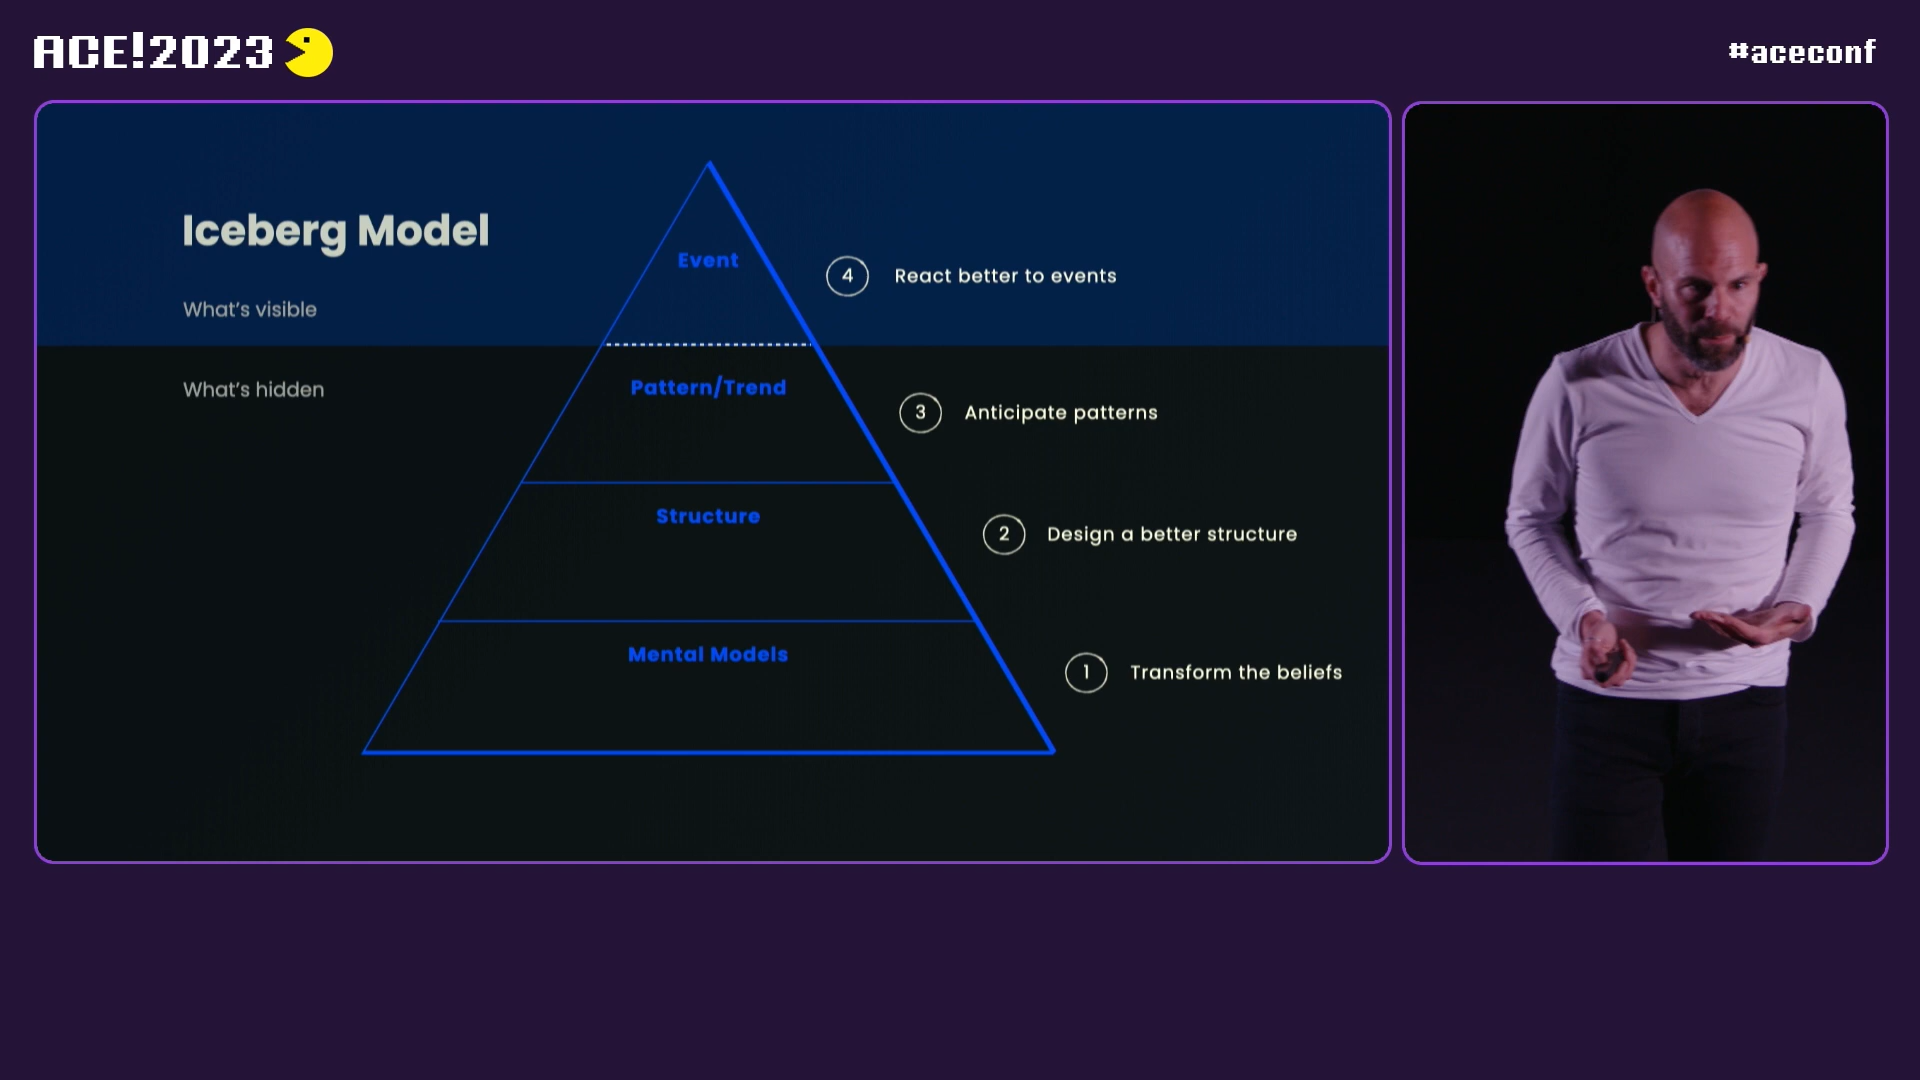 ACE!2023
#aceconf
Iceberg Model
What's visible
What's hidden
Event
4 React better to events
Pattern/Trend
3 Anticipate patterns
Structure
2 Design a better structure
Mental Models
1 Transform the beliefs